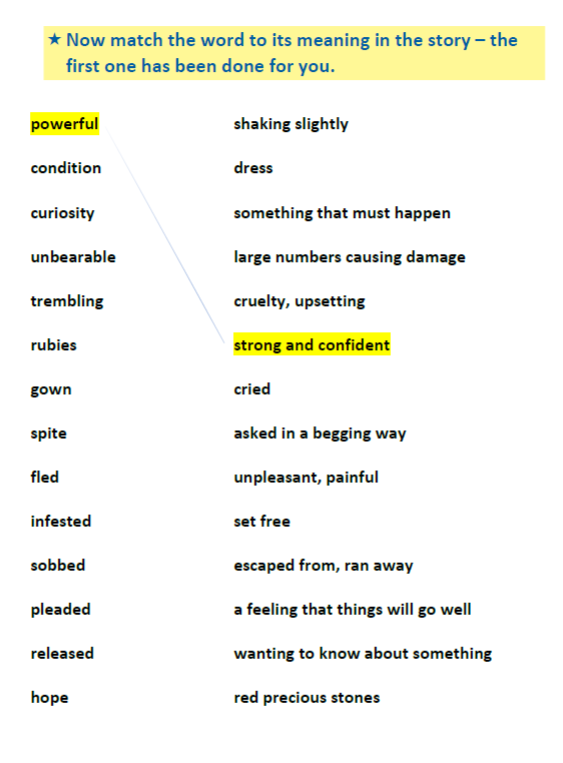 ★ Now match the word to its meaning in the story – the
first one has been done for you.
powerful shaking slightly
condition dress
curiosity something that must happen
unbearable large numbers causing damage
trembling cruelty, upsetting
rubies strong and confident
gown cried
spite asked in a begging way
fled unpleasant, painful
infested set free
sobbed escaped from, ran away
pleaded a feeling that things will go well
released wanting to know about something
hope red precious stones